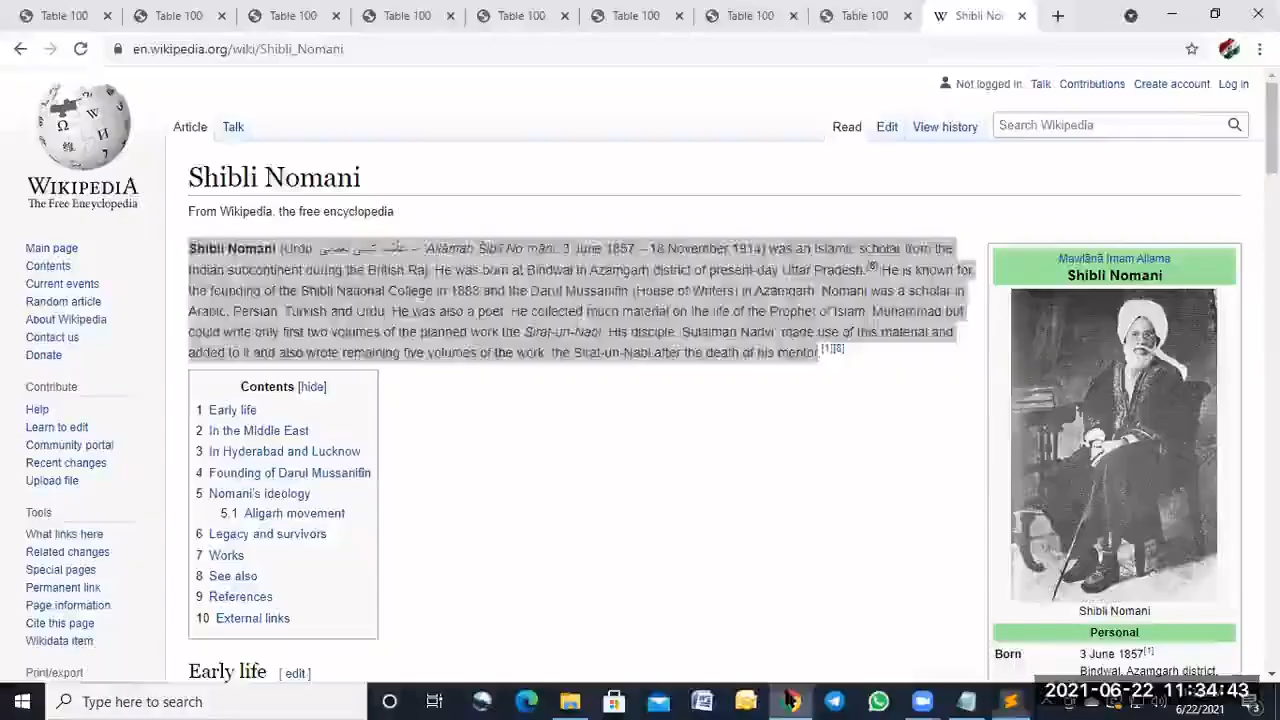 Table 100
Table 100
Table 100
Table 100
Table 100
Table 100
Table 100
Table 100
Shibli No
en.wikipedia.org/wiki/Shibli_Nomani
Not logged in Talk Contributions Create account Log in
Article Talk Read Edit View history Search Wikipedia
WIKIPEDIA
The Free Encyclopedia
Shibli Nomani
From Wikipedia, the free encyclopedia
Shibli Nomani (Urdu – 3 June 1857 – 18 November 1914) was an Islamic scholar from the
Indian subcontinent during the British Raj. He was born at Bindwal in Azamgarh district of present-day Uttar Pradesh.[6] He is known for
the founding of the Shibli National College in 1883 and the Darul Mussanifin (House of Writers) in Azamgarh. Nomani was a scholar in
Arabic, Persian, Turkish and Urdu. He was also a poet. He collected much material on the life of the Prophet of Islam, Muhammad but
could write only first two volumes of the planned work the Sirat-un-Nabi. His disciple, Sulaiman Nadvi, made use of this material and
added to it and also wrote remaining five volumes of the work, the Sirat-un-Nabi after the death of his mentor.[1][8]
Main page
Contents
Current events
Random article
About Wikipedia
Contact us
Donate
Contribute
Help
Learn to edit
Community portal
Recent changes
Upload file
Tools
What links here
Related changes
Special pages
Permanent link
Page information
Cite this page
Wikidata item
Print/export
Contents [hide]
1 Early life
2 In the Middle East
3 In Hyderabad and Lucknow
4 Founding of Darul Mussanifin
5 Nomani's ideology
5.1 Aligarh movement
6 Legacy and survivors
7 Works
8 See also
9 References
10 External links
Early life [ edit ]
Mawlānā Imam Allama
Shibli Nomani
Shibli Nomani
Personal
Born 3 June 1857[1]
Bindwal, Azamgarh district,
Type here to search
2021-06-22 11:34:43
6/22/2021